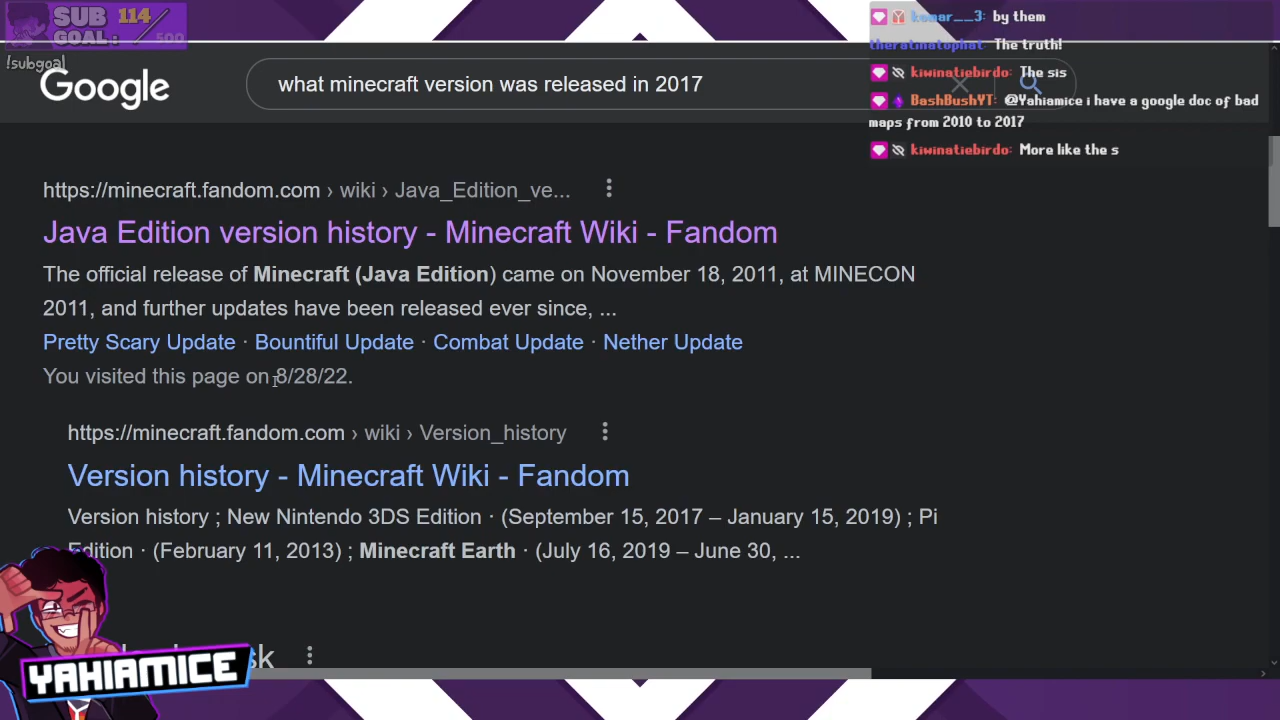 SUB 114/500
GOAL:
!subgoal
Google
what minecraft version was released in 2017
komar__3: by them
theratmatophat: The truth!
kiwinatiebirdo: The sis
BashBushYT: @Yahiamice i have a google doc of bad
maps from 2010 to 2017
kiwinatiebirdo: More like the s
https://minecraft.fandom.com › wiki › Java_Edition_ve...
Java Edition version history - Minecraft Wiki - Fandom
The official release of Minecraft (Java Edition) came on November 18, 2011, at MINECON
2011, and further updates have been released ever since, ...
Pretty Scary Update · Bountiful Update · Combat Update · Nether Update
You visited this page on 8/28/22.
https://minecraft.fandom.com › wiki › Version_history
Version history - Minecraft Wiki - Fandom
Version history ; New Nintendo 3DS Edition · (September 15, 2017 – January 15, 2019) ; Pi
Edition · (February 11, 2013) ; Minecraft Earth · (July 16, 2019 – June 30, ...
YAHIAMICE